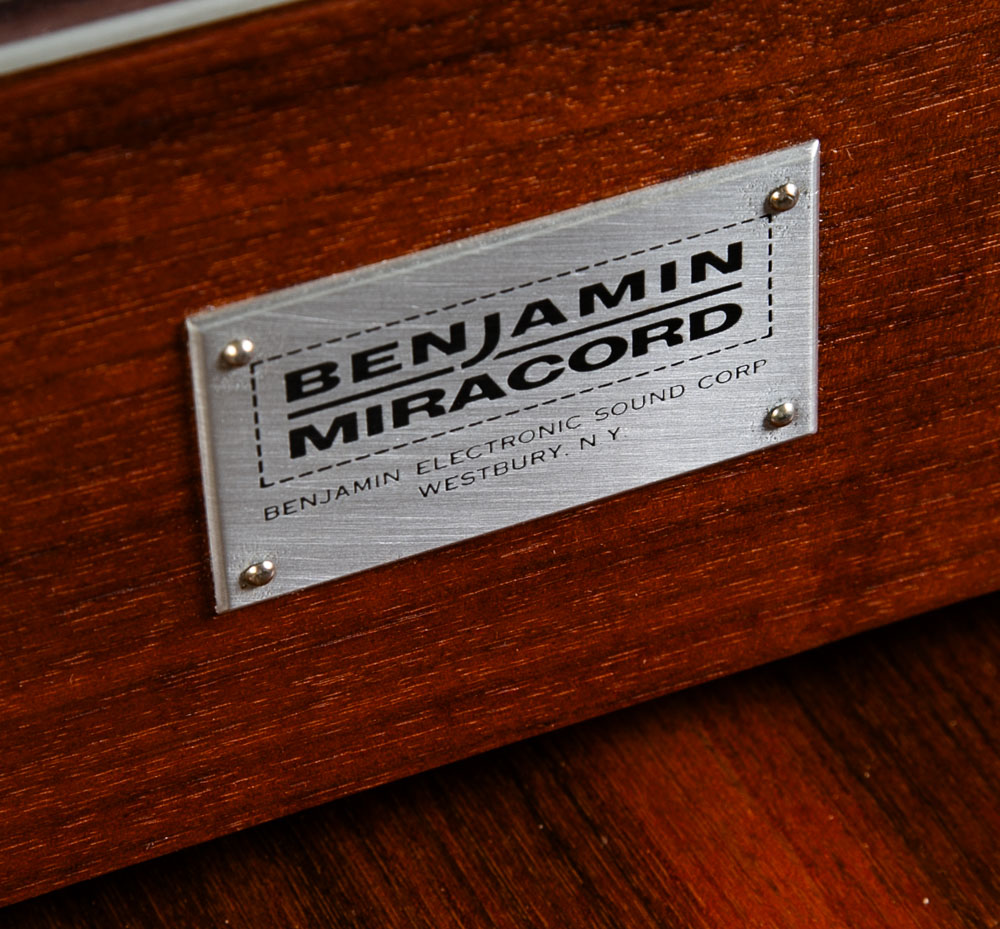 BENJAMIN
MIRACORD
BENJAMIN ELECTRONIC SOUND CORP
WESTBURY, N Y